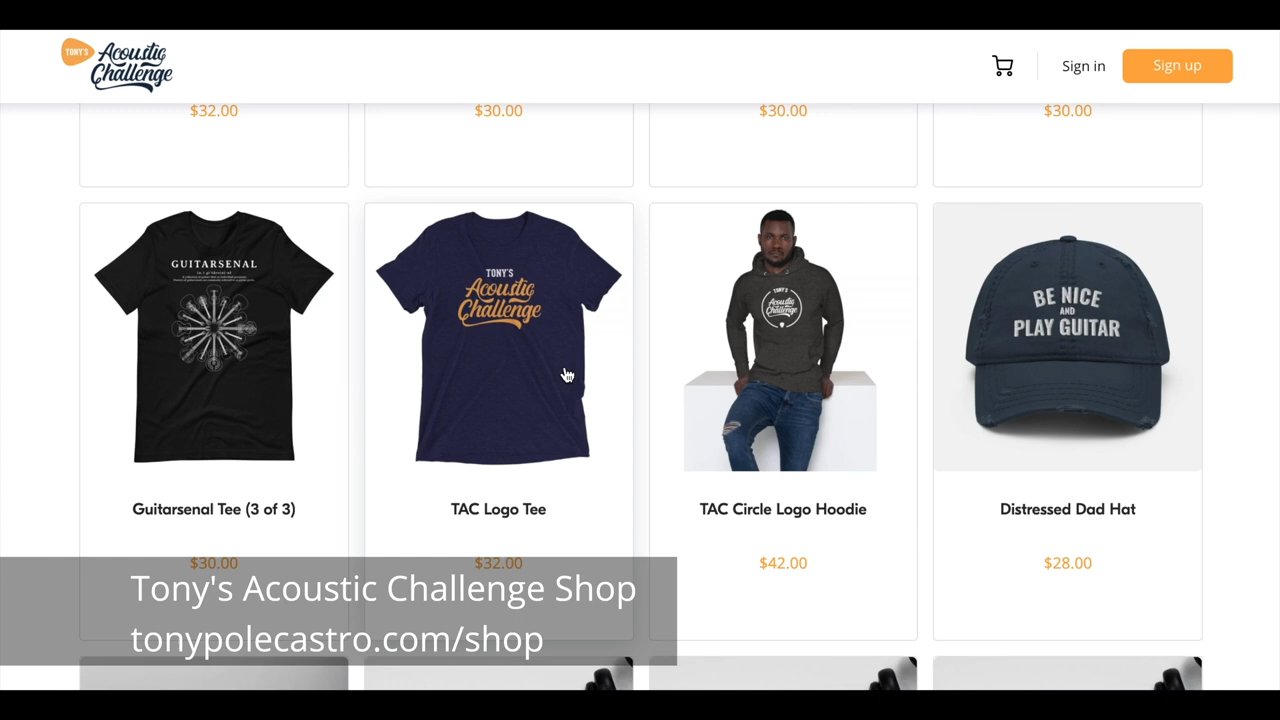 TONY'S
Acoustic
Challenge
Sign in
Sign up
$32.00
$30.00
$30.00
$30.00
GUITARSENAL
TONY'S
Acoustic
Challenge
TONY'S
Acoustic
Challenge
BE NICE
AND
PLAY GUITAR
Guitarsenal Tee (3 of 3)
TAC Logo Tee
TAC Circle Logo Hoodie
Distressed Dad Hat
$30.00
$32.00
$42.00
$28.00
Tony's Acoustic Challenge Shop
tonypolecastro.com/shop